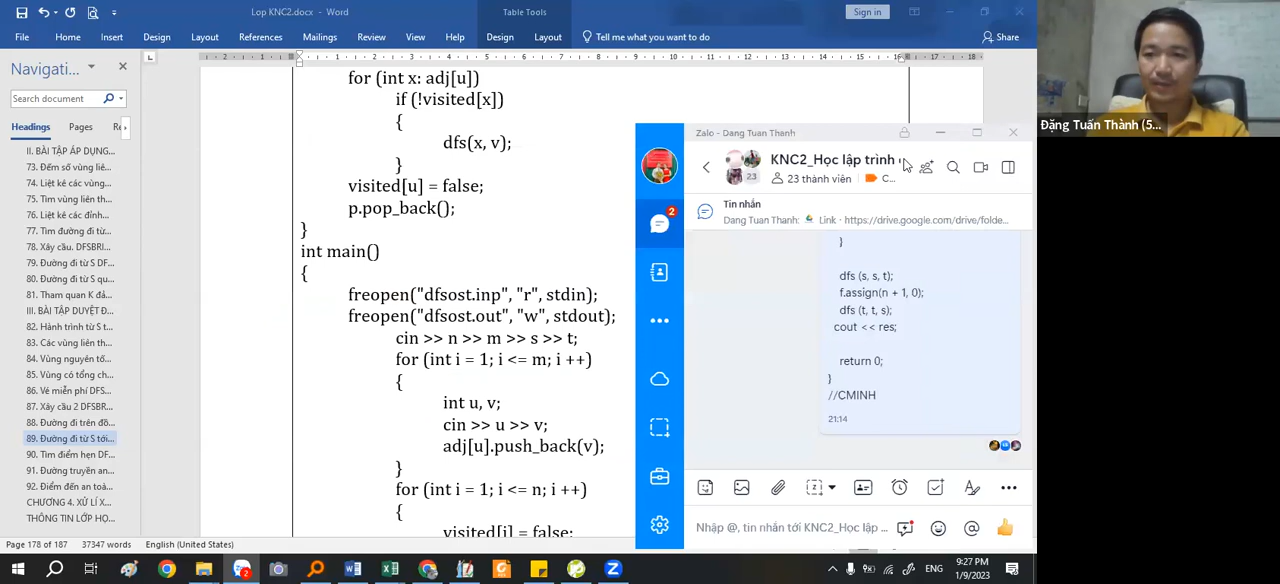 Lop KNC2.docx - Word
Table Tools
Sign in
File
Home
Insert
Design
Layout
References
Mailings
Review
View
Help
Design
Layout
Tell me what you want to do
Share
Navigati...
Search document
Headings
Pages
II. BÀI TẬP ÁP DỤNG...
73. Đếm số vùng liê...
74. Liệt kê các vùng...
75. Tìm vùng liên th...
76. Liệt kê các đỉnh...
77. Tìm đường đi từ...
78. Xây cầu. DFSBRI...
79. Đường đi từ S DF...
80. Đường đi từ S qu...
81. Tham quan K đả...
III. BÀI TẬP DUYỆT Đ...
82. Hành trình từ S t...
83. Các vùng liên th...
84. Vùng nguyên tố...
85. Vùng có tổng ch...
86. Vé miễn phí DFS...
87. Xây cầu 2 DFSBR...
88. Đường đi trên đồ...
89. Đường đi từ S tới...
90. Tìm điểm hẹn DF...
91. Đường truyền an...
92. Điểm đến an toà...
CHƯƠNG 4. XỬ LÍ X...
THÔNG TIN LỚP HỌ...
for (int x: adj[u])
if (!visited[x])
{
dfs(x, v);
}
visited[u] = false;
p.pop_back();
}
int main()
{
freopen("dfsost.inp", "r", stdin);
freopen("dfsost.out", "w", stdout);
cin >> n >> m >> s >> t;
for (int i = 1; i <= m; i ++)
{
int u, v;
cin >> u >> v;
adj[u].push_back(v);
}
for (int i = 1; i <= n; i ++)
{
visited[i] = false;
Zalo - Dang Tuan Thanh
KNC2_Học lập trình
23 thành viên
C...
23
2
Tin nhắn
Dang Tuan Thanh: Link · https://drive.google.com/drive/folde...
}
dfs (s, s, t);
f.assign(n + 1, 0);
dfs (t, t, s);
cout << res;
return 0;
}
//CMINH
21:14
Nhập @, tin nhắn tới KNC2_Học lập ...
Đặng Tuấn Thành (5...
Page 178 of 187
37347 words
English (United States)
ENG
9:27 PM
1/9/2023